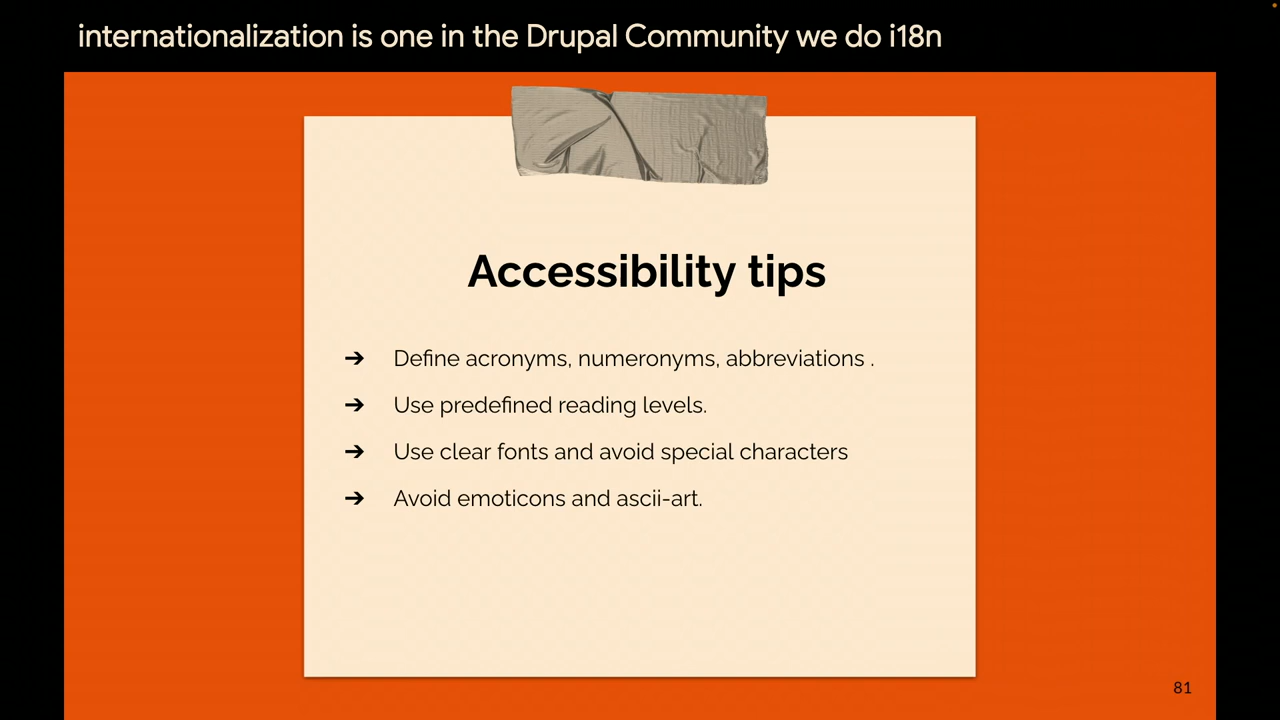 internationalization is one in the Drupal Community we do i18n
Accessibility tips
➔ Define acronyms, numeronyms, abbreviations .
➔ Use predefined reading levels.
➔ Use clear fonts and avoid special characters
➔ Avoid emoticons and ascii-art.
81